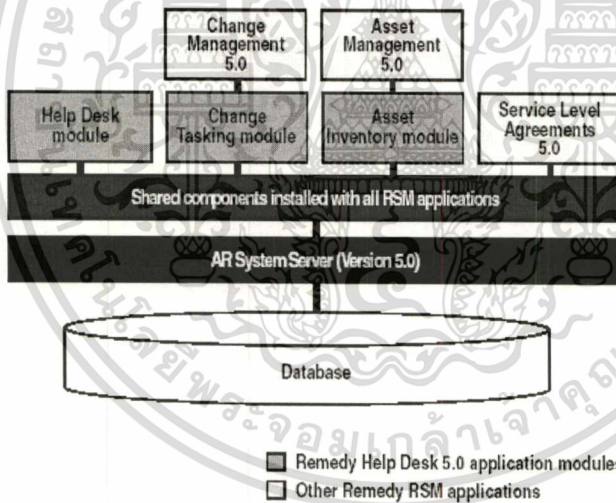 Change
Management
5.0
Asset
Management
5.0
Help Desk
module
Change
Tasking module
Asset
Inventory module
Service Level
Agreements
5.0
Shared components installed with all RSM applications
AR System Server (Version 5.0)
Database
Remedy Help Desk 5.0 application modules
Other Remedy RSM applications